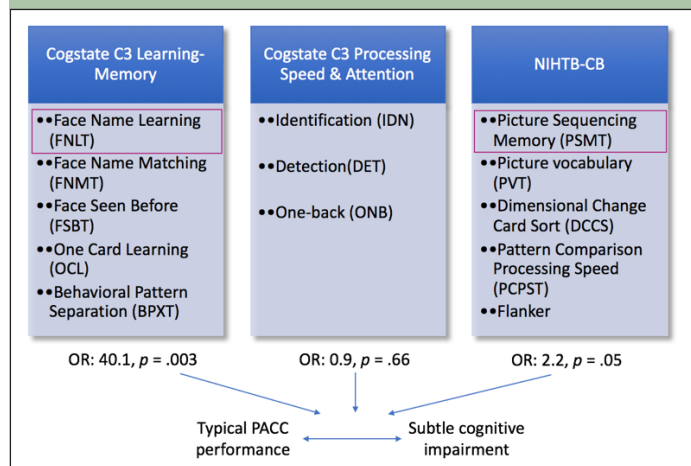 Cogstate C3 Learning-
Memory
••Face Name Learning
(FNLT)
••Face Name Matching
(FNMT)
••Face Seen Before
(FSBT)
••One Card Learning
(OCL)
••Behavioral Pattern
Separation (BPXT)
OR: 40.1, p = .003
Cogstate C3 Processing
Speed & Attention
••Identification (IDN)
••Detection(DET)
••One-back (ONB)
OR: 0.9, p = .66
NIHTB-CB
••Picture Sequencing
Memory (PSMT)
••Picture vocabulary
(PVT)
••Dimensional Change
Card Sort (DCCS)
••Pattern Comparison
Processing Speed
(PCPST)
••Flanker
OR: 2.2, p = .05
Typical PACC
performance
Subtle cognitive
impairment